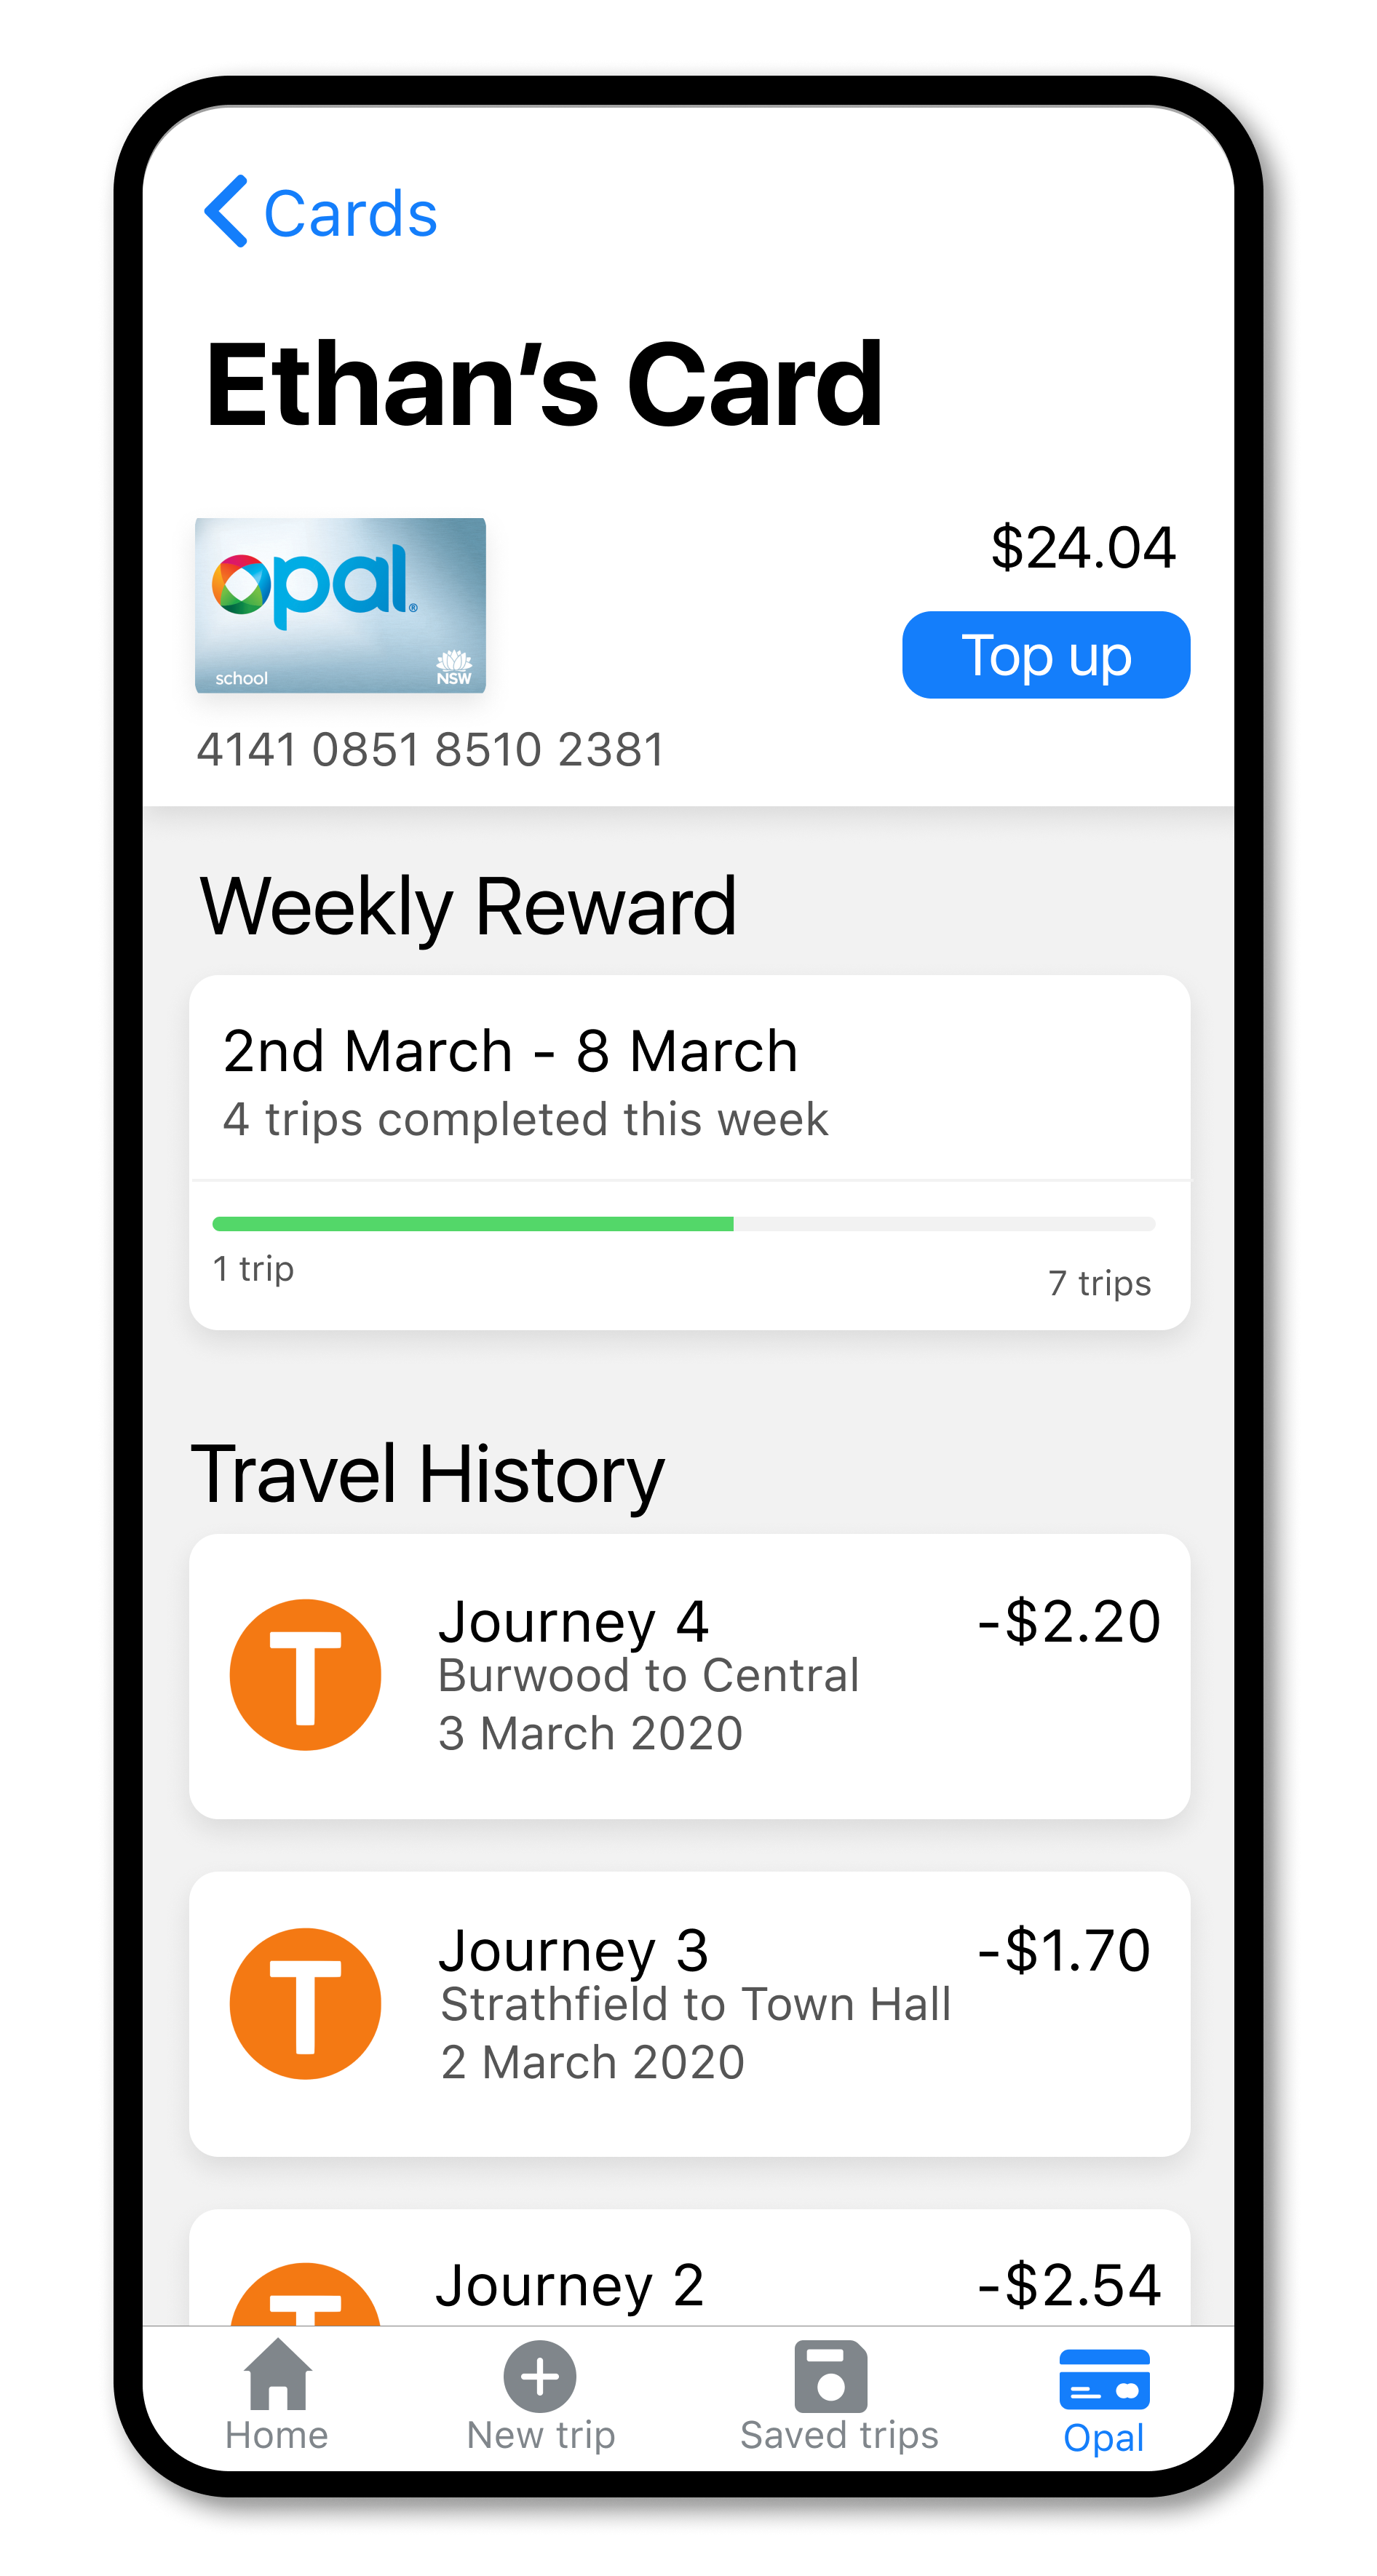 Cards
Ethan’s Card
opal®
school
NSW
$24.04
Top up
4141 0851 8510 2381
Weekly Reward
2nd March - 8 March
4 trips completed this week
1 trip
7 trips
Travel History
T
Journey 4
-$2.20
Burwood to Central
3 March 2020
T
Journey 3
-$1.70
Strathfield to Town Hall
2 March 2020
T
Journey 2
-$2.54
Home
New trip
Saved trips
Opal